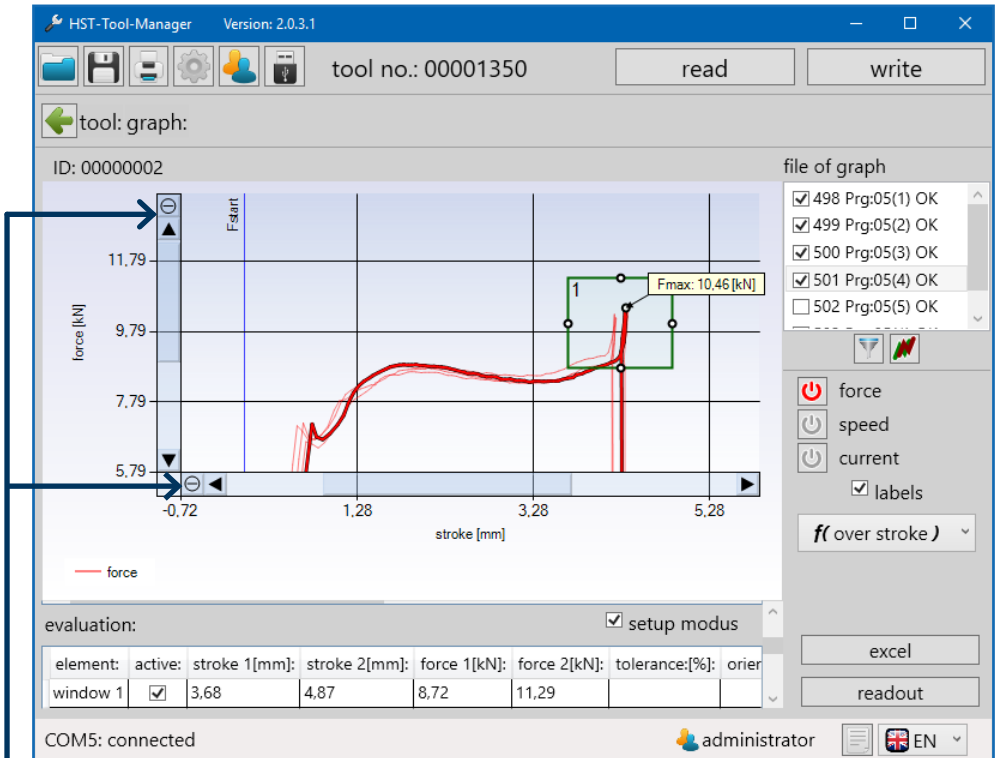 HST-Tool-Manager Version: 2.0.3.1
tool no.: 00001350 read write
tool: graph:
ID: 00000002
file of graph
498 Prg:05(1) OK
499 Prg:05(2) OK
500 Prg:05(3) OK
501 Prg:05(4) OK
502 Prg:05(5) OK
Fstart
11,79
9,79
7,79
5,79
force [kN]
1
Fmax: 10,46 [kN]
-0,72 1,28 3,28 5,28
stroke [mm]
force
force
speed
current
labels
f( over stroke )
evaluation: setup modus
element: active: stroke 1[mm]: stroke 2[mm]: force 1[kN]: force 2[kN]: tolerance:[%]: orier
window 1 3,68 4,87 8,72 11,29
excel
readout
COM5: connected administrator EN